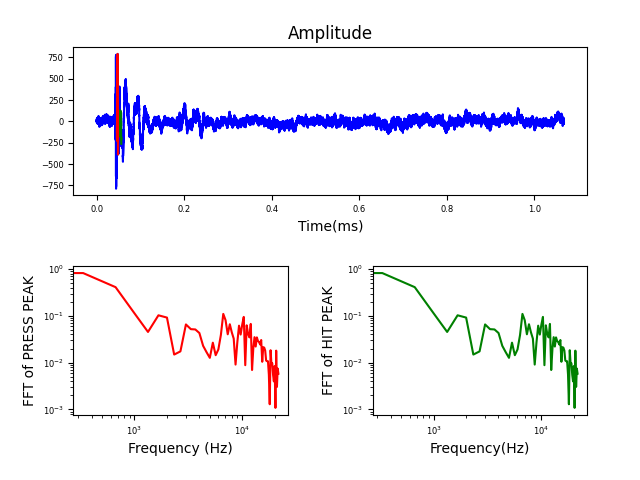 Amplitude
750
500
250
0
−250
−500
−750
0.0 0.2 0.4 0.6 0.8 1.0
Time(ms)
FFT of PRESS PEAK
10⁰
10⁻¹
10⁻²
10⁻³
10³ 10⁴
Frequency (Hz)
FFT of HIT PEAK
10⁰
10⁻¹
10⁻²
10⁻³
10³ 10⁴
Frequency(Hz)